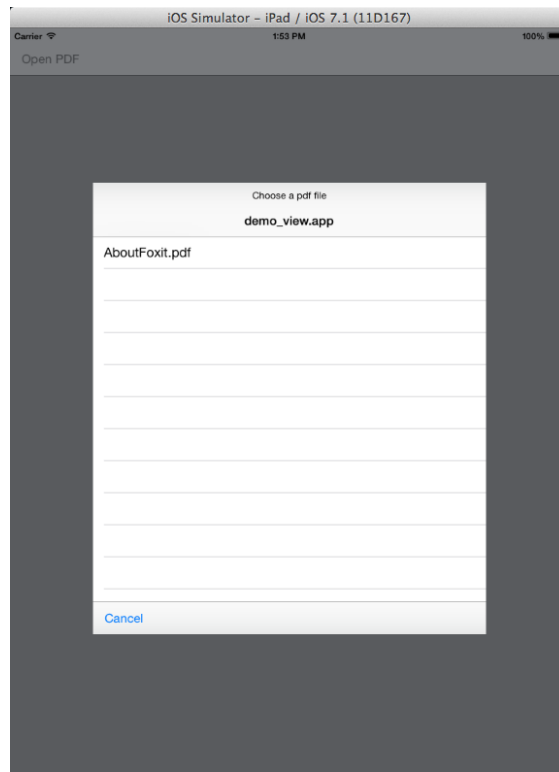 iOS Simulator – iPad / iOS 7.1 (11D167)
Carrier 1:53 PM 100%
Open PDF
Choose a pdf file
demo_view.app
AboutFoxit.pdf
Cancel